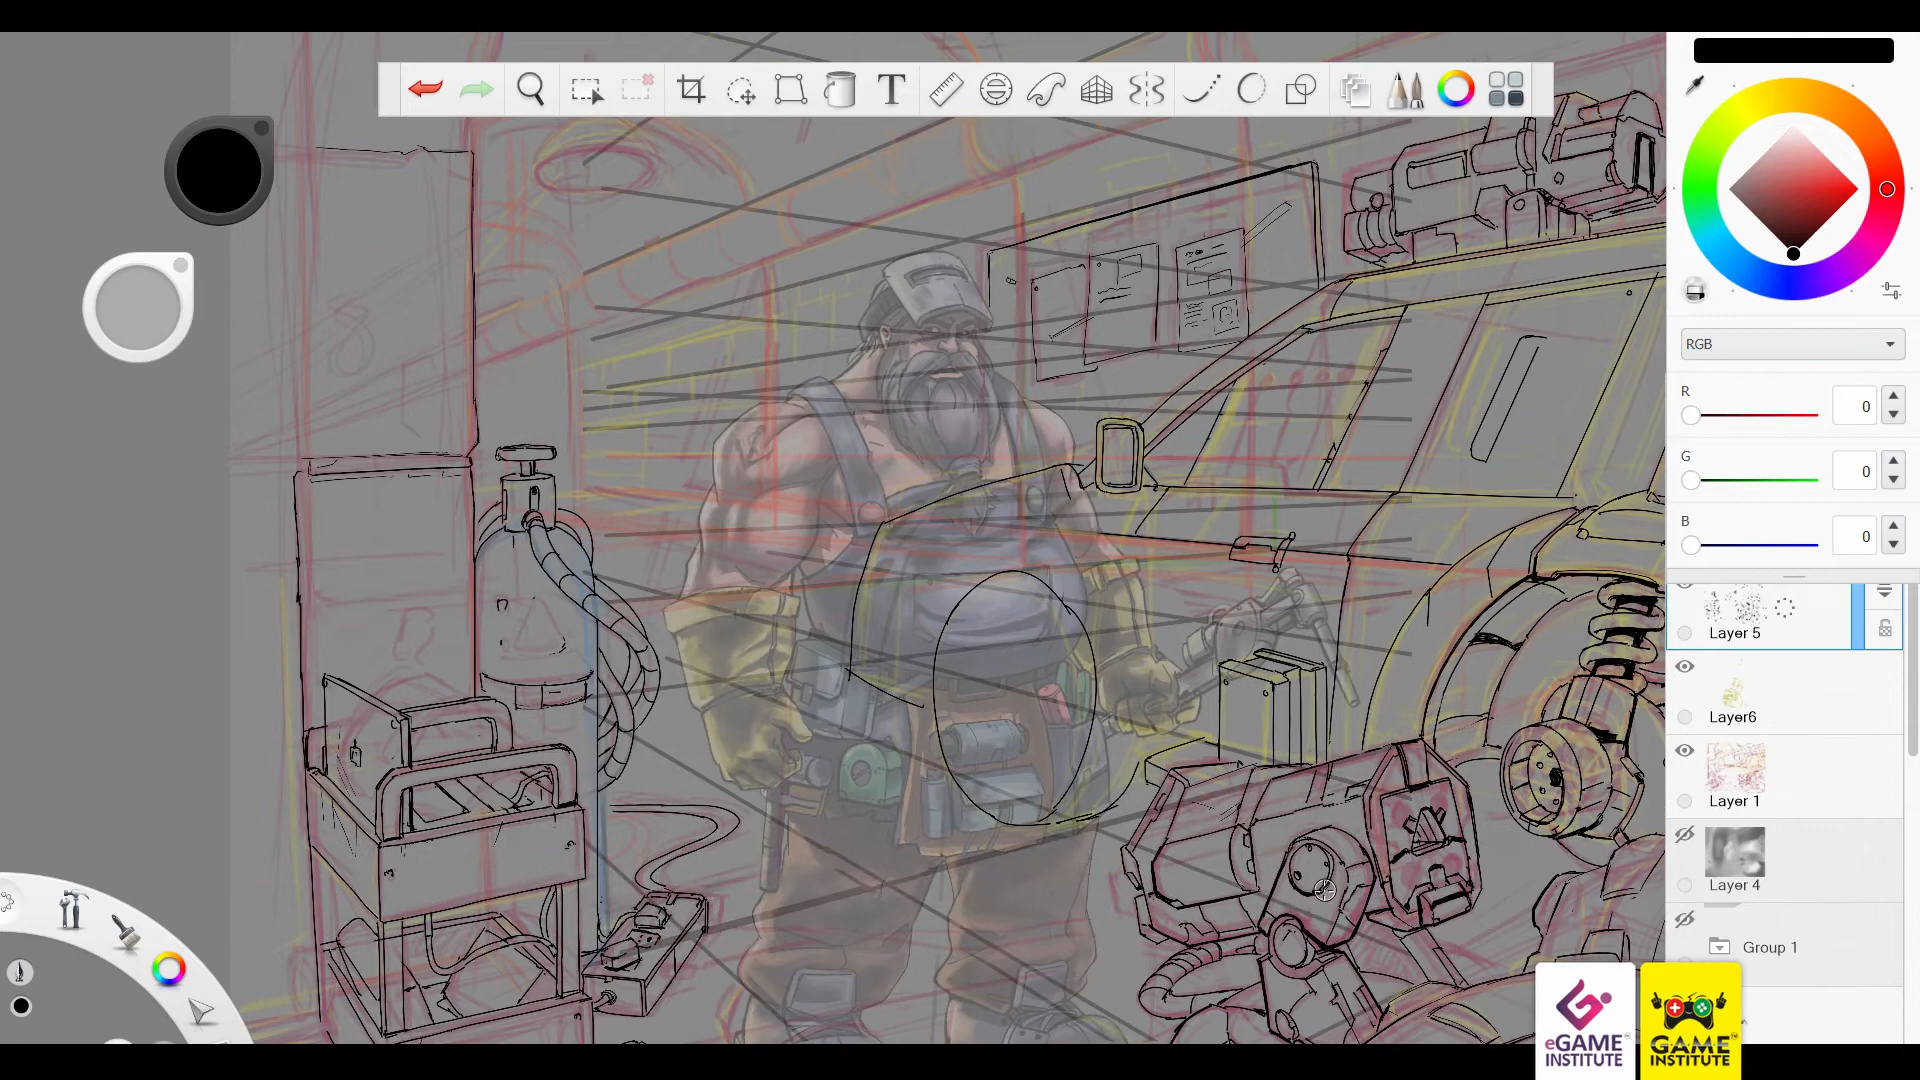 T
RGB
R
0
G
0
B
0
Layer 5
Layer6
Layer 1
Layer 4
Group 1
eGAME
INSTITUTE
GAME
INSTITUTE